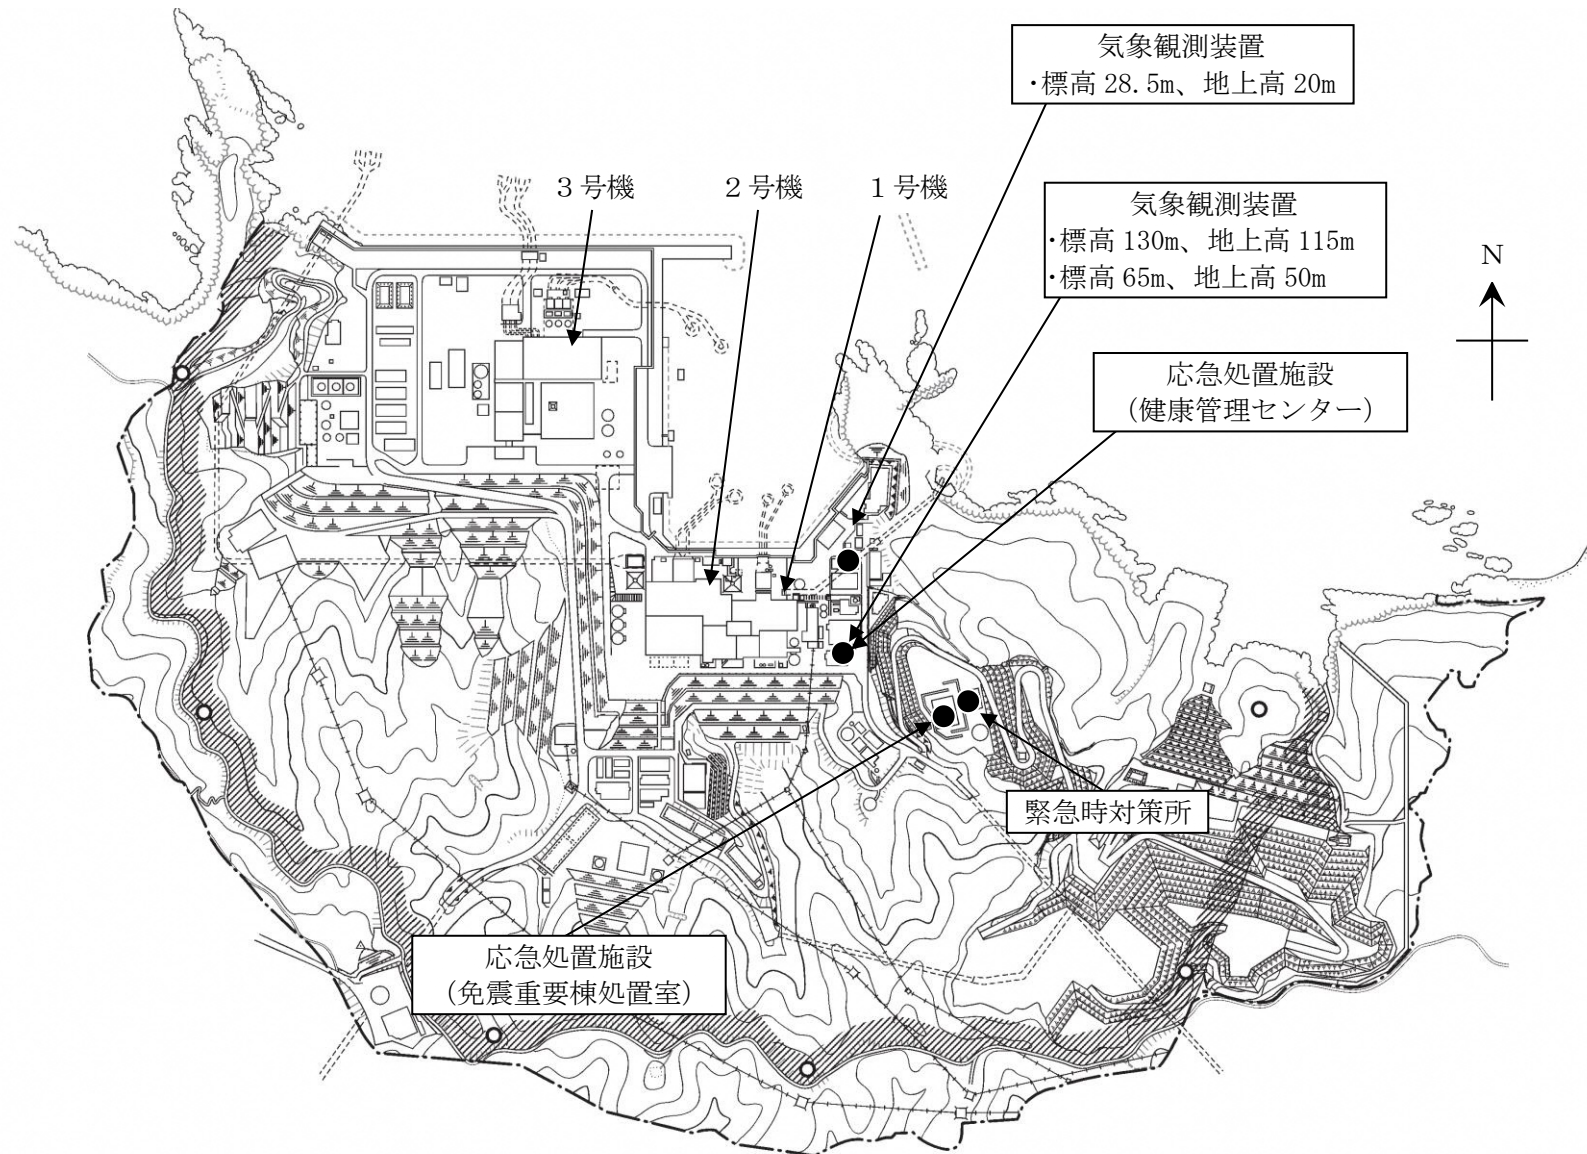 気象観測装置
・標高 28.5m、地上高 20m
3号機
2号機
1号機
気象観測装置
・標高 130m、地上高 115m
・標高 65m、地上高 50m
N
応急処置施設
(健康管理センター)
緊急時対策所
応急処置施設
(免震重要棟処置室)